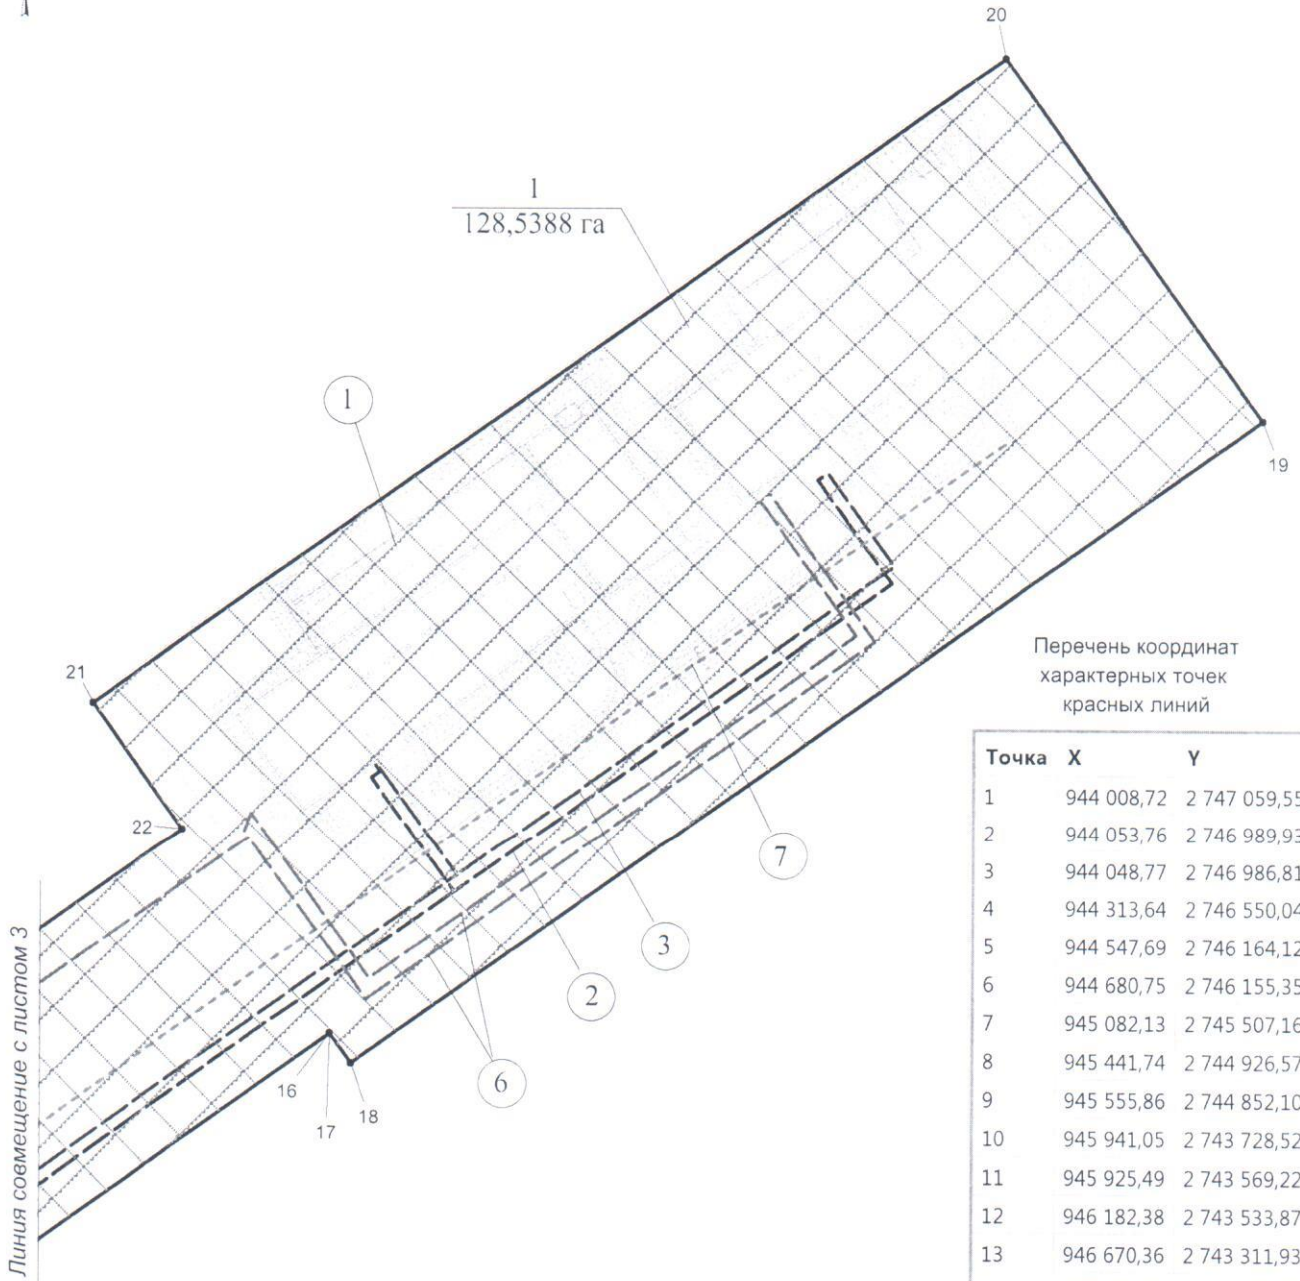 20
1
128,5388 га
1
19
21
22
7
3
2
6
16
17
18
Линия совмещение с листом 3
Перечень координат
характерных точек
красных линий
Точка X Y
1 944 008,72 2 747 059,55
2 944 053,76 2 746 989,93
3 944 048,77 2 746 986,81
4 944 313,64 2 746 550,04
5 944 547,69 2 746 164,12
6 944 680,75 2 746 155,35
7 945 082,13 2 745 507,16
8 945 441,74 2 744 926,57
9 945 555,86 2 744 852,10
10 945 941,05 2 743 728,52
11 945 925,49 2 743 569,22
12 946 182,38 2 743 533,87
13 946 670,36 2 743 311,93